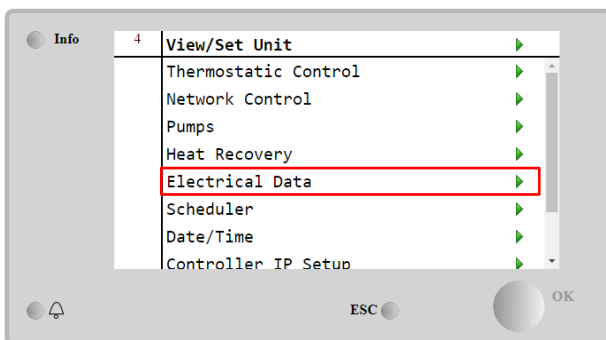 Info
4 View/Set Unit
Thermostatic Control
Network Control
Pumps
Heat Recovery
Electrical Data
Scheduler
Date/Time
Controller IP Setup
ESC
OK